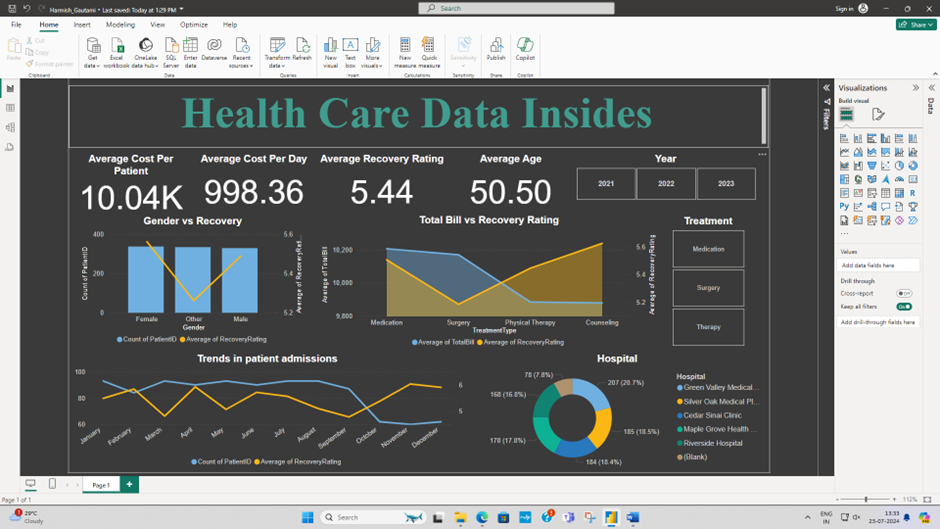 Harmish_Gautami • Last saved: Today at 1:29 PM
Search
Sign in
File Home Insert Modeling View Optimize Help
Share
Paste
Cut
Copy
Format painter
Clipboard
Get data
Excel workbook
OneLake data hub
SQL Server
Enter data
Dataverse
Recent sources
Data
Transform data
Refresh
Queries
New visual
Text box
More visuals
Insert
New measure
Quick measure
Calculations
Sensitivity
Sensitivity
Publish
Share
Copilot
Copilot
Health Care Data Insides
Average Cost Per Patient
10.04K
Average Cost Per Day
998.36
Average Recovery Rating
5.44
Average Age
50.50
Year
2021
2022
2023
Gender vs Recovery
Count of PatientID
400
200
0
5.6
5.4
5.2
Average of RecoveryRat...
Female Other Male
Gender
Count of PatientID Average of RecoveryRating
Total Bill vs Recovery Rating
Average of TotalBill
10,200
10,000
9,800
5.6
5.4
5.2
Average of RecoveryRating
Medication Surgery Physical Therapy Counseling
TreatmentType
Average of TotalBill Average of RecoveryRating
Treatment
Medication
Surgery
Therapy
Trends in patient admissions
100
80
60
6
5
January February March April May June July August September October November December
Count of PatientID Average of RecoveryRating
Hospital
78 (7.8%)
207 (20.7%)
168 (16.8%)
185 (18.5%)
178 (17.8%)
184 (18.4%)
Hospital
Green Valley Medical...
Silver Oak Medical Pl...
Cedar Sinai Clinic
Maple Grove Health ...
Riverside Hospital
(Blank)
Filters
Visualizations
Build visual
Data
R
Py
Values
Add data fields here
Drill through
Cross-report
Off
Keep all filters
On
Add drill-through fields here
Page 1
Page 1 of 1
112%
29°C
Cloudy
Search
ENG
IN
13:33
23-07-2024